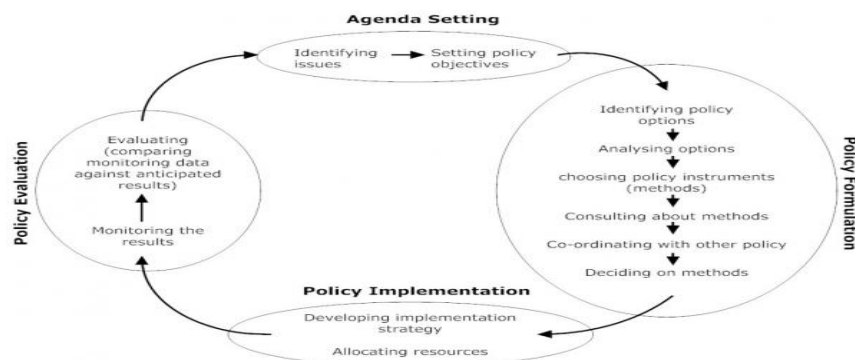 Agenda Setting
Identifying
issues
Setting policy
objectives
Identifying policy
options
Analysing options
choosing policy instruments
(methods)
Consulting about methods
Co-ordinating with other policy
Deciding on methods
Policy Formulation
Policy Implementation
Developing implementation
strategy
Allocating resources
Policy Evaluation
Evaluating
(comparing
monitoring data
against anticipated
results)
Monitoring the
results